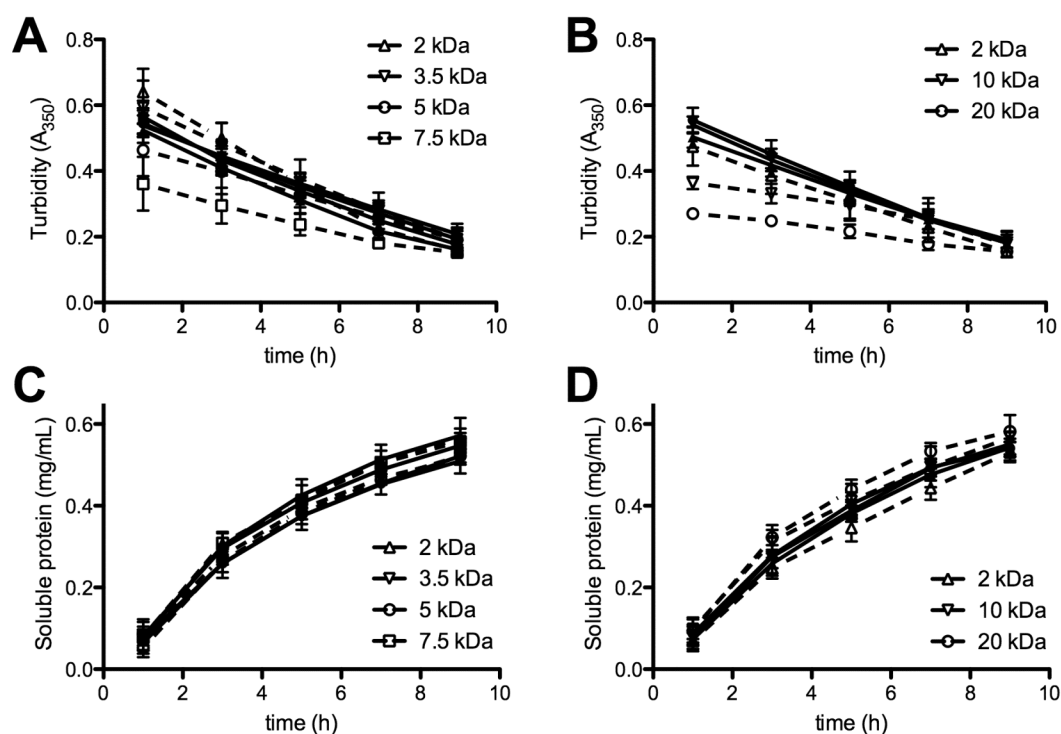 A
0.8
0.6
0.4
0.2
0.0
Turbidity (A350)
0 2 4 6 8 10
time (h)
2 kDa
3.5 kDa
5 kDa
7.5 kDa
B
0.8
0.6
0.4
0.2
0.0
Turbidity (A350)
0 2 4 6 8 10
time (h)
2 kDa
10 kDa
20 kDa
C
0.6
0.4
0.2
0.0
Soluble protein (mg/mL)
0 2 4 6 8 10
time (h)
2 kDa
3.5 kDa
5 kDa
7.5 kDa
D
0.6
0.4
0.2
0.0
Soluble protein (mg/mL)
0 2 4 6 8 10
time (h)
2 kDa
10 kDa
20 kDa